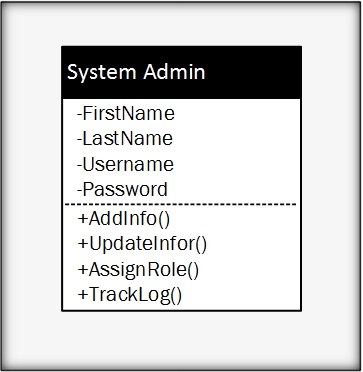 System Admin
-FirstName
-LastName
-Username
-Password
+AddInfo()
+UpdateInfor()
+AssignRole()
+TrackLog()